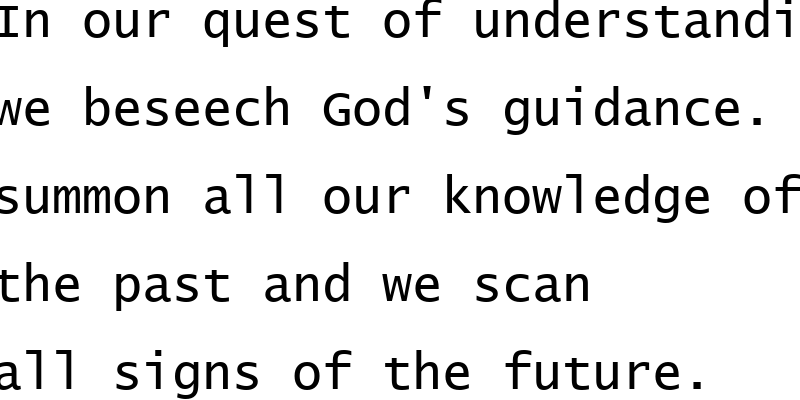 In our quest of understandi
we beseech God's guidance.
summon all our knowledge of
the past and we scan
all signs of the future.